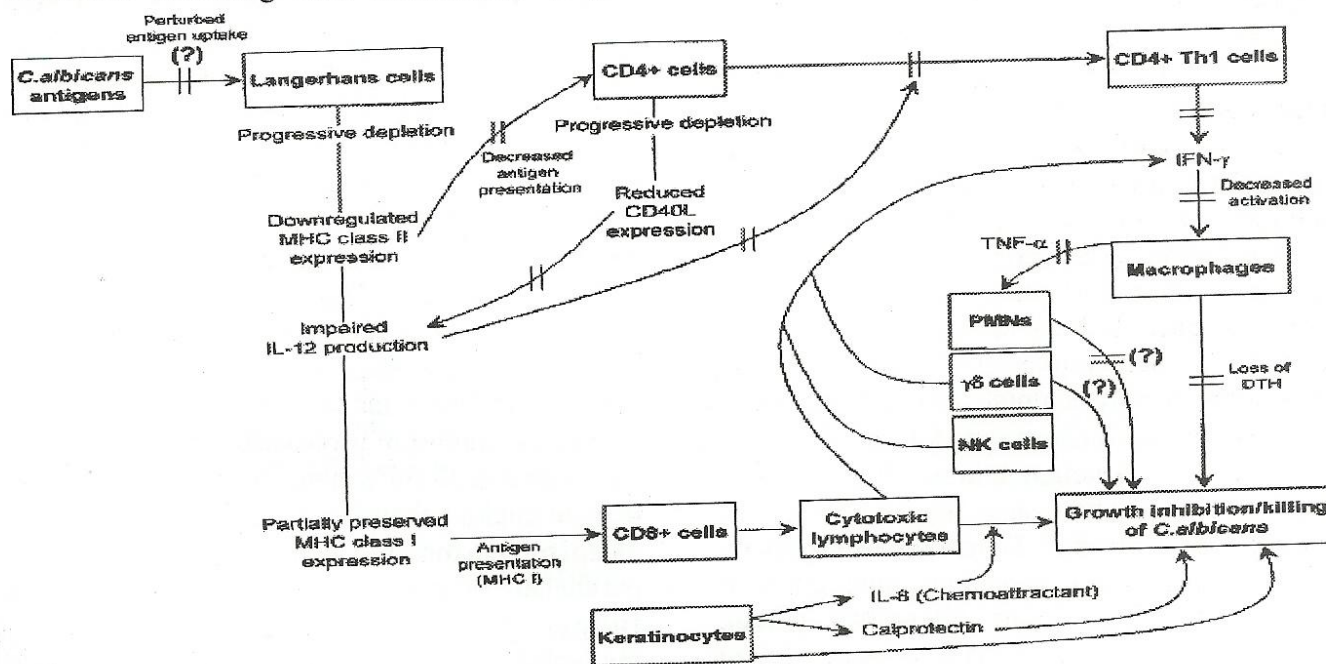 Perturbed
antigen uptake
(?)
C.albicans
antigens
Langerhans cells
CD4+ cells
CD4+ Th1 cells
Progressive depletion
Progressive depletion
Decreased
antigen
presentation
Reduced
CD40L
expression
IFN-γ
Decreased
activation
Downregulated
MHC class II
expression
TNF-α
Macrophages
Impaired
IL-12 production
PMNs
(?)
γδ cells
(?)
Loss of
DTH
NK cells
Partially preserved
MHC class I
expression
Antigen
presentation
(MHC I)
CD8+ cells
Cytotoxic
lymphocytes
Growth inhibition/killing
of C.albicans
IL-8 (Chemoattractant)
Calprotectin
Keratinocytes